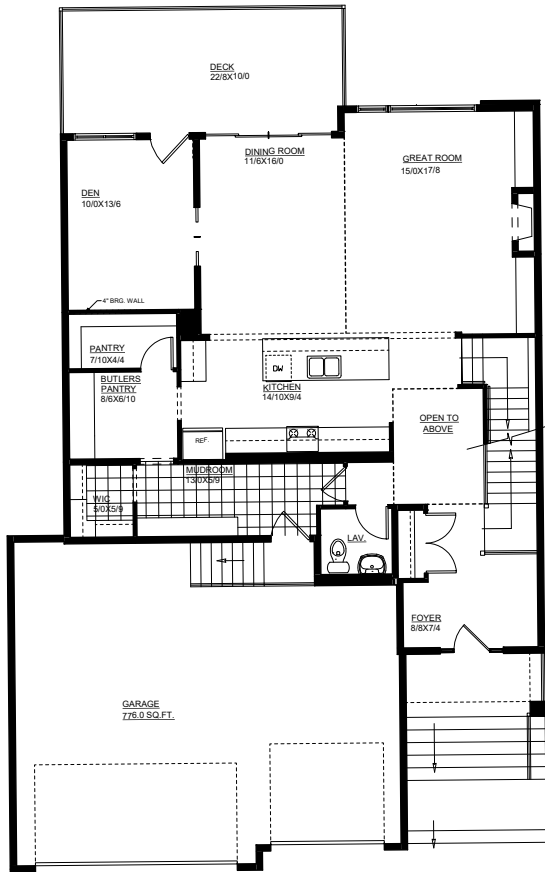 DECK
22/8X10/0
DINING ROOM
11/6X16/0
GREAT ROOM
15/0X17/8
DEN
10/0X13/6
4" BRG. WALL
PANTRY
7/10X4/4
BUTLERS
PANTRY
8/6X6/10
DW
KITCHEN
14/10X9/4
OPEN TO
ABOVE
REF.
MUDROOM
13/0X5/9
WIC
5/0X5/9
LAV.
FOYER
8/8X7/4
GARAGE
776.0 SQ.FT.